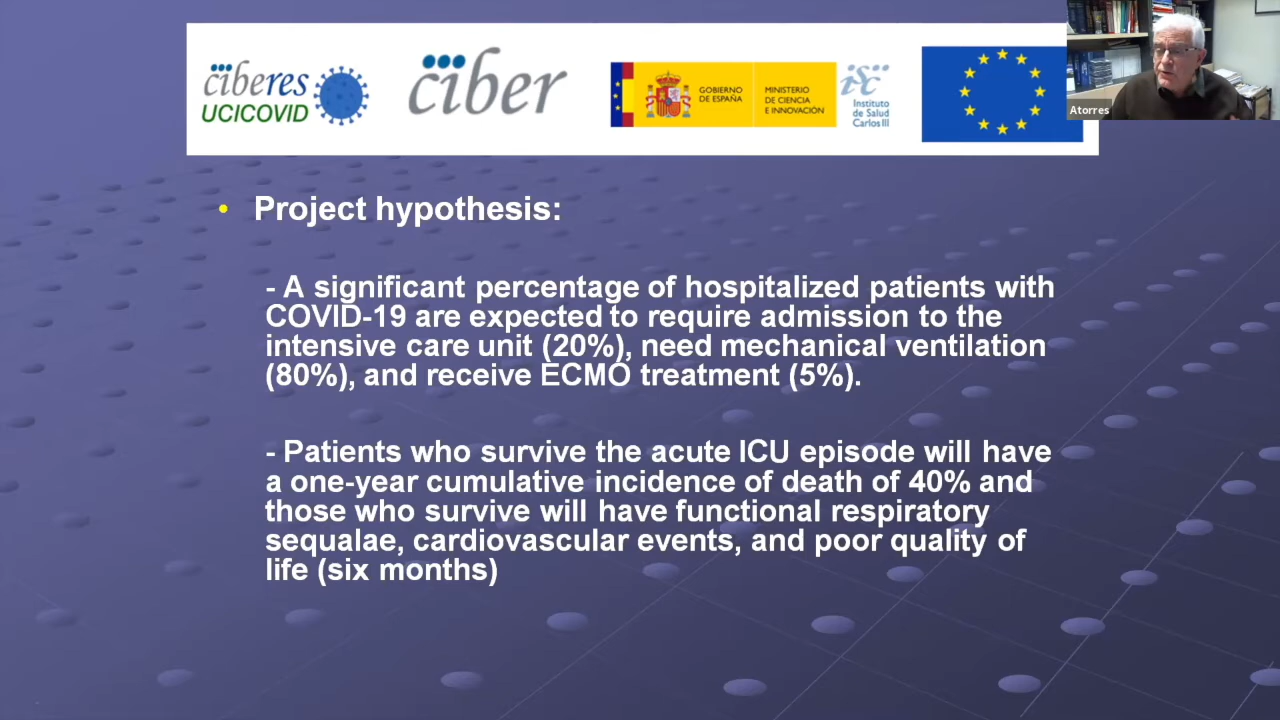 ciberes
UCICOVID
ciber
GOBIERNO
DE ESPAÑA
MINISTERIO
DE CIENCIA
E INNOVACIÓN
isc
Instituto
de Salud
Carlos III
Atorres
• Project hypothesis:
- A significant percentage of hospitalized patients with
COVID-19 are expected to require admission to the
intensive care unit (20%), need mechanical ventilation
(80%), and receive ECMO treatment (5%).
- Patients who survive the acute ICU episode will have
a one-year cumulative incidence of death of 40% and
those who survive will have functional respiratory
sequalae, cardiovascular events, and poor quality of
life (six months)